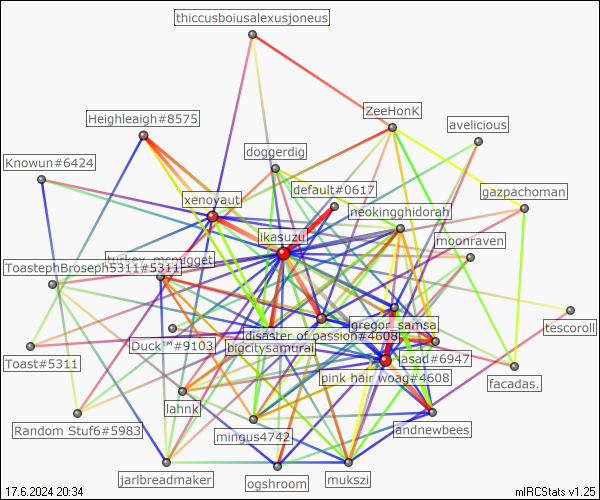 thiccusboiusalexusjoneus
ZeeHonK
Heighleaigh#8575
avelicious
doggerdig
Knowun#6424
default#0617
xenoyaut
gazpachoman
neokingghidorah
ikasuzu
moonraven
turkey_mcnugget
ToastephBroseph5311#5311
gregor_samsa
tescoroll
disaster of passion#4608
Duck™#9103
bigcitysamurai
asad#6947
Toast#5311
pink hair woag#4608
facadas.
lahnk
Random Stuf6#5983
andnewbees
mingus4742
jarlbreadmaker
ogshroom
mukszi
17.6.2024 20:34
mIRCStats v1.25